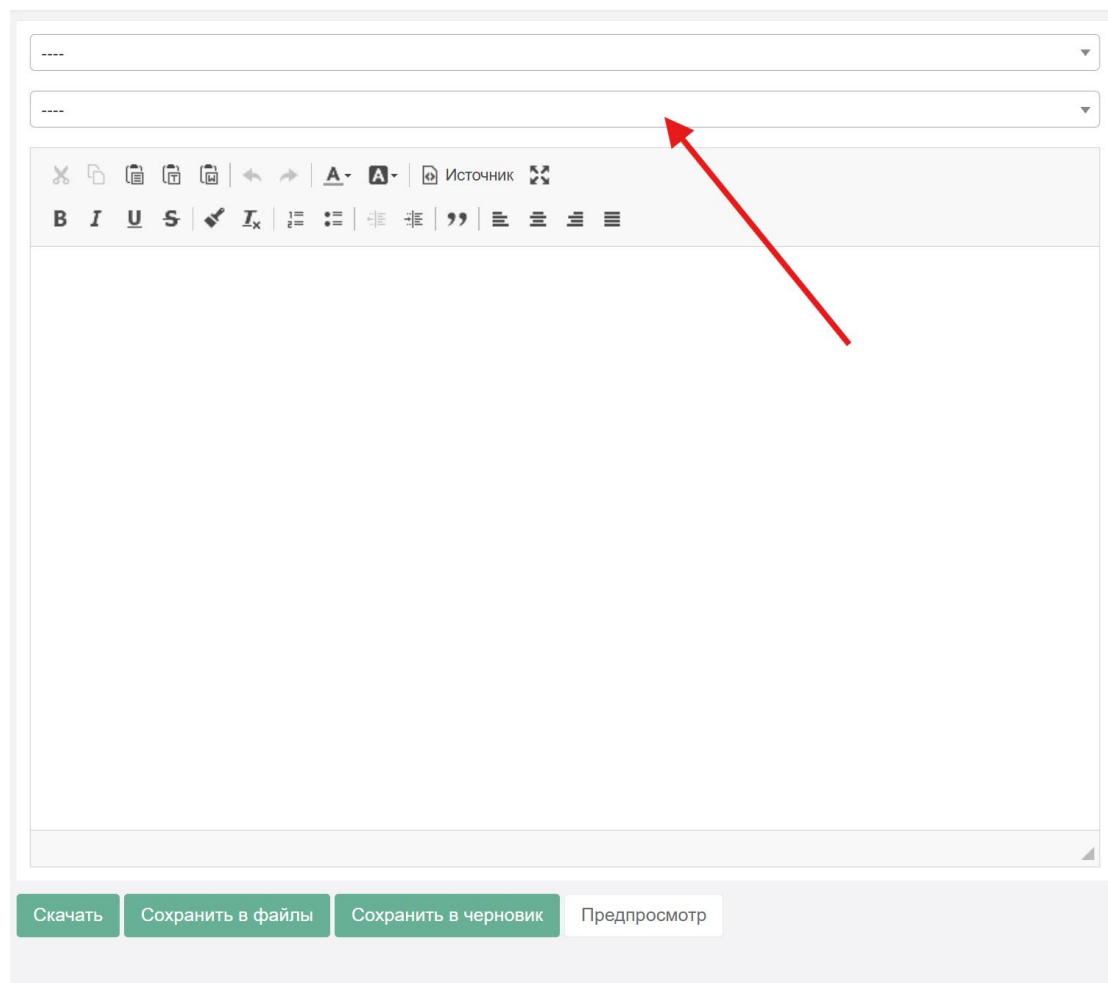 ----
----
Источник
Скачать Сохранить в файлы Сохранить в черновик Предпросмотр